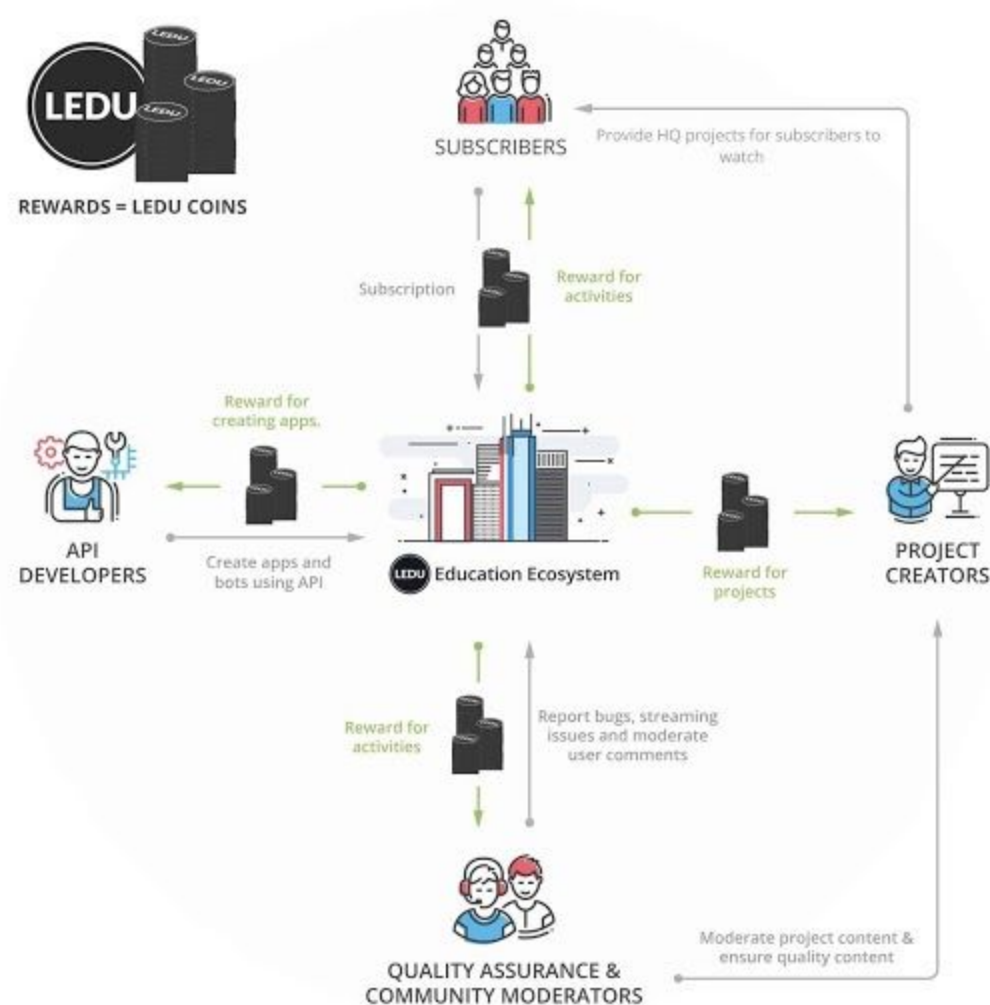 LEDU
LEDU
LEDU
LEDU
REWARDS = LEDU COINS
SUBSCRIBERS
Provide HQ projects for subscribers to
watch
Subscription
Reward for
activities
Reward for
creating apps.
API
DEVELOPERS
Create apps and
bots using API
LEDU Education Ecosystem
Reward for
projects
PROJECT
CREATORS
Reward for
activities
Report bugs, streaming
issues and moderate
user comments
QUALITY ASSURANCE &
COMMUNITY MODERATORS
Moderate project content &
ensure quality content